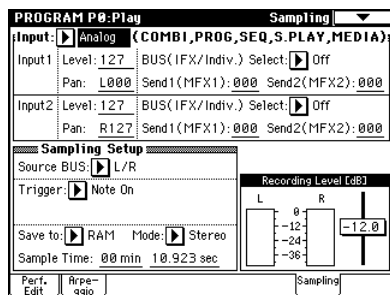 PROGRAM P0:Play Sampling
Input: Analog (COMBI,PROG,SEQ,S.PLAY,MEDIA)
Input1 Level: 127 BUS(IFX/Indiv.) Select: Off
Pan: L000 Send1(MFX1): 000 Send2(MFX2): 000
Input2 Level: 127 BUS(IFX/Indiv.) Select: Off
Pan: R127 Send1(MFX1): 000 Send2(MFX2): 000
Sampling Setup
Source BUS: L/R
Trigger: Note On
Save to: RAM Mode: Stereo
Sample Time: 00 min 10.923 sec
Recording Level [dB]
L R
0
-12
-24
-36
-12.0
Perf. Edit
Arpe-ggio
Sampling